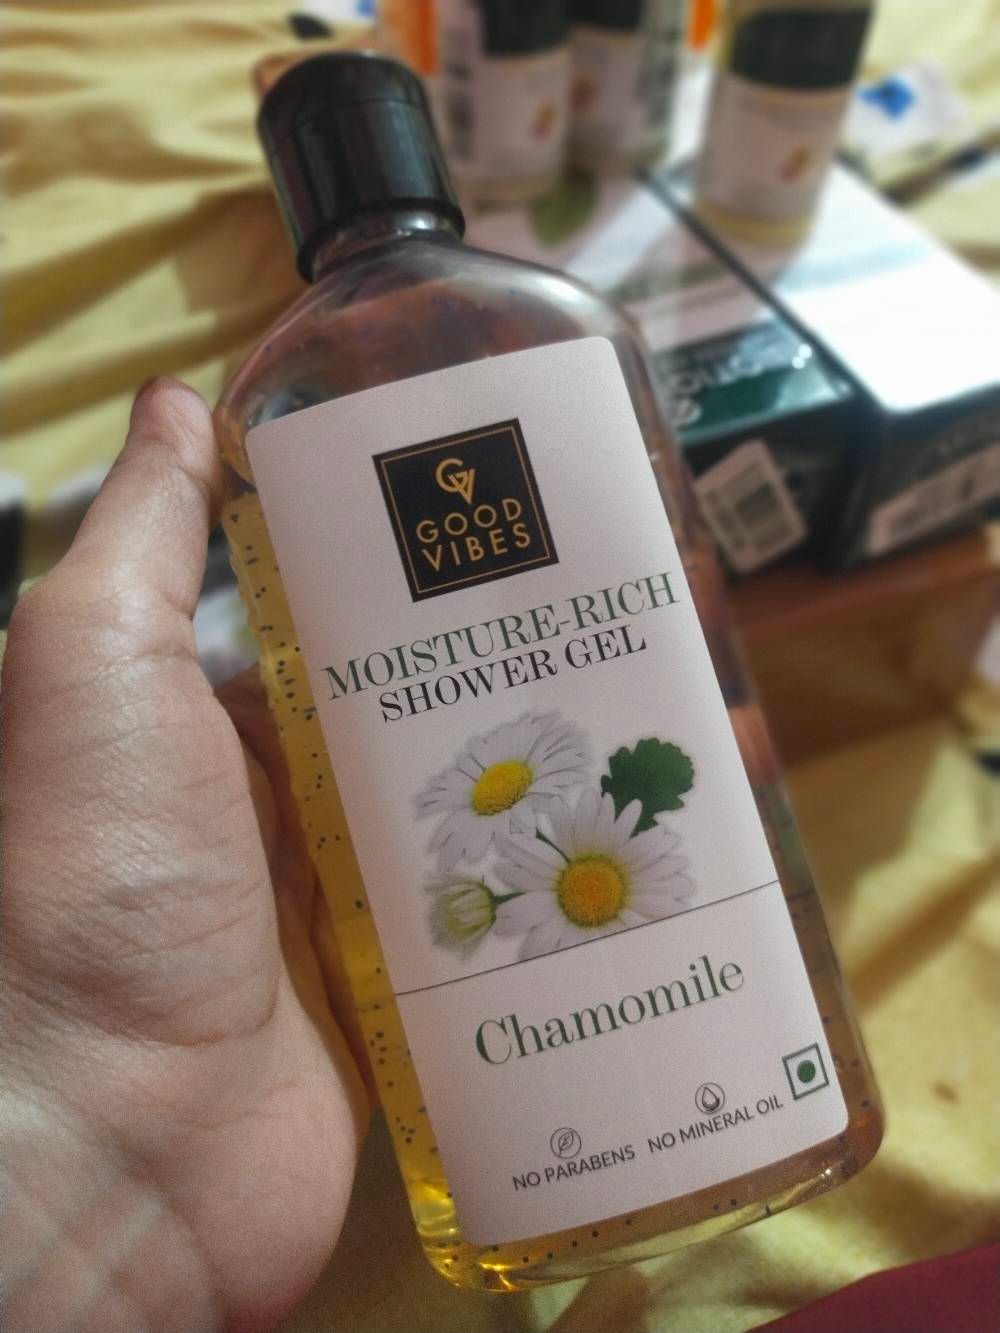 GV
GOOD
VIBES
MOISTURE-RICH
SHOWER GEL
Chamomile
NO PARABENS
NO MINERAL OIL